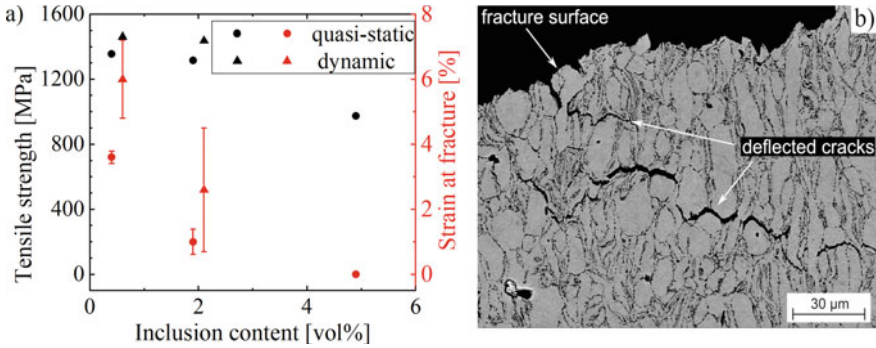 a)
quasi-static
dynamic
Tensile strength [MPa]
1600
1200
800
400
0
Strain at fracture [%]
8
6
4
2
0
0
2
4
6
Inclusion content [vol%]
b)
fracture surface
deflected cracks
30 µm